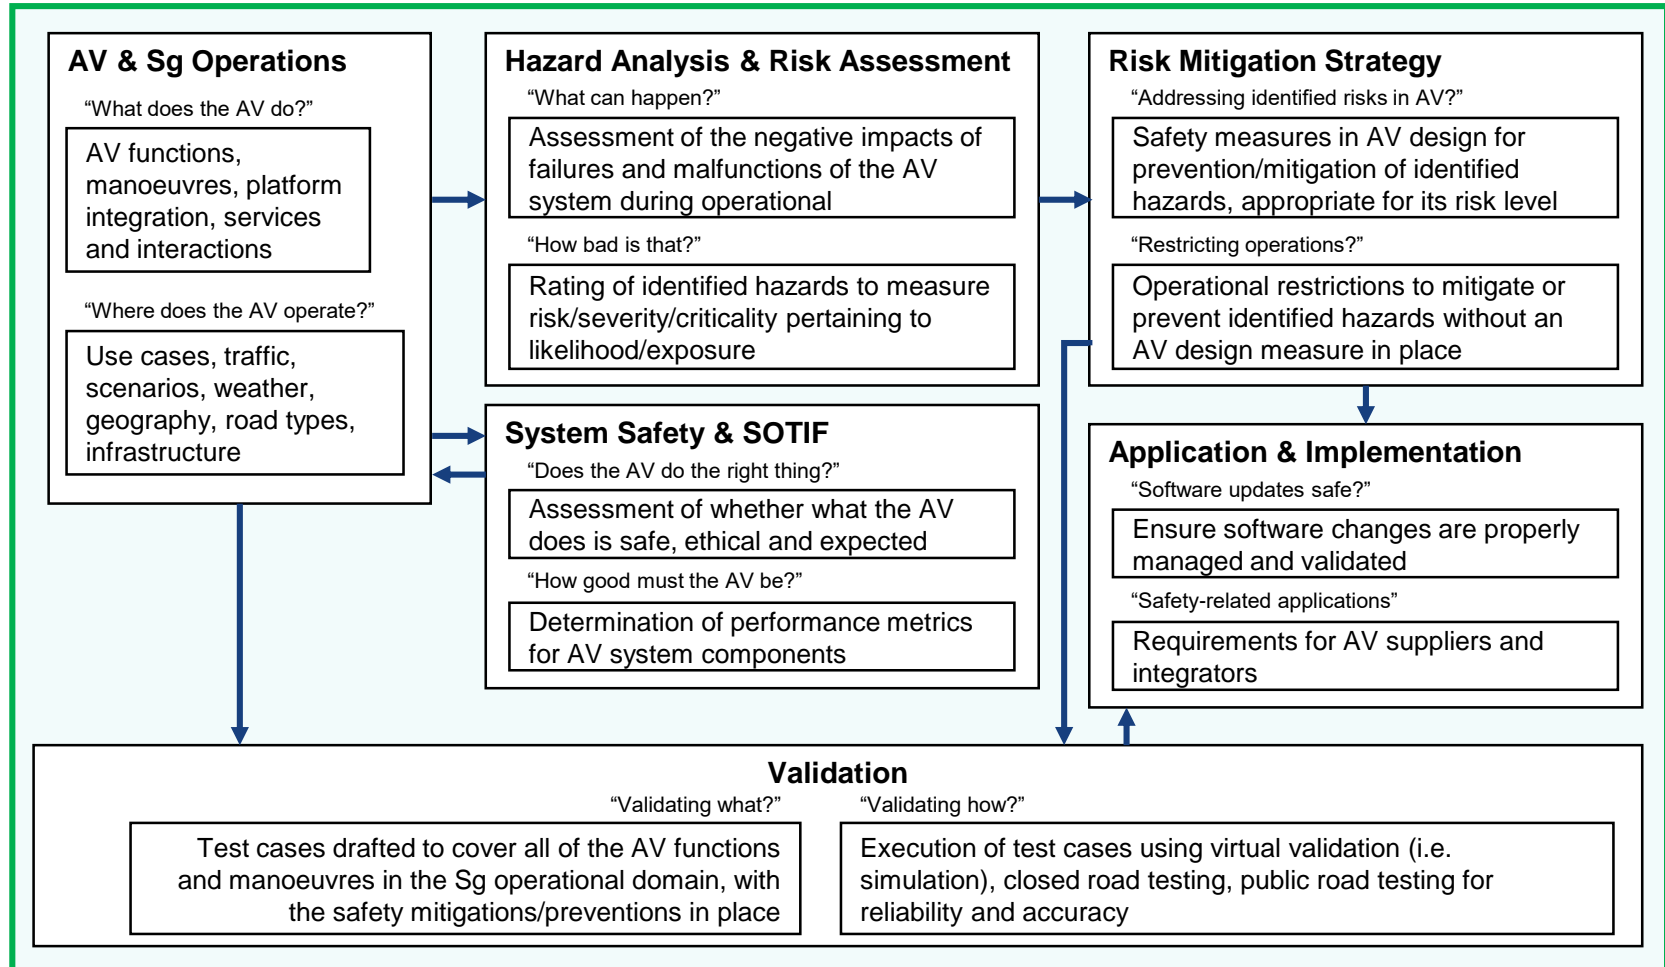 AV & Sg Operations
“What does the AV do?”
AV functions,
manoeuvres, platform
integration, services
and interactions
“Where does the AV operate?”
Use cases, traffic,
scenarios, weather,
geography, road types,
infrastructure
Hazard Analysis & Risk Assessment
“What can happen?”
Assessment of the negative impacts of
failures and malfunctions of the AV
system during operational
“How bad is that?”
Rating of identified hazards to measure
risk/severity/criticality pertaining to
likelihood/exposure
System Safety & SOTIF
“Does the AV do the right thing?”
Assessment of whether what the AV
does is safe, ethical and expected
“How good must the AV be?”
Determination of performance metrics
for AV system components
Risk Mitigation Strategy
“Addressing identified risks in AV?”
Safety measures in AV design for
prevention/mitigation of identified
hazards, appropriate for its risk level
“Restricting operations?”
Operational restrictions to mitigate or
prevent identified hazards without an
AV design measure in place
Application & Implementation
“Software updates safe?”
Ensure software changes are properly
managed and validated
“Safety-related applications”
Requirements for AV suppliers and
integrators
Validation
“Validating what?”
Test cases drafted to cover all of the AV functions
and manoeuvres in the Sg operational domain, with
the safety mitigations/preventions in place
“Validating how?”
Execution of test cases using virtual validation (i.e.
simulation), closed road testing, public road testing for
reliability and accuracy